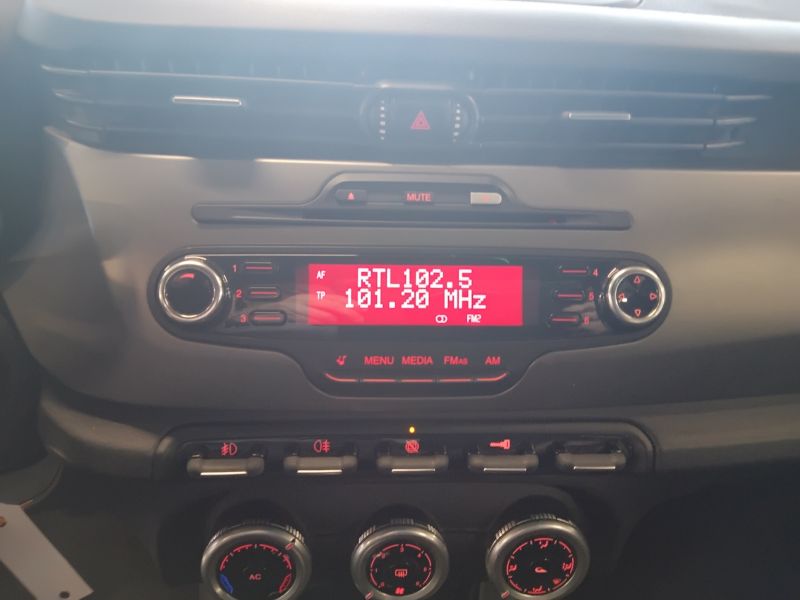 MUTE
AF RTL102.5
TP 101.20 MHz
FM2
1
2
3
4
5
6
MENU MEDIA FMAS AM
AC